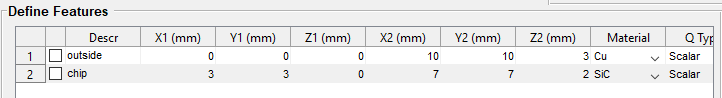 Define Features
Descr X1 (mm) Y1 (mm) Z1 (mm) X2 (mm) Y2 (mm) Z2 (mm) Material Q Typ
1 outside 0 0 0 10 10 3 Cu Scalar
2 chip 3 3 0 7 7 2 SiC Scalar